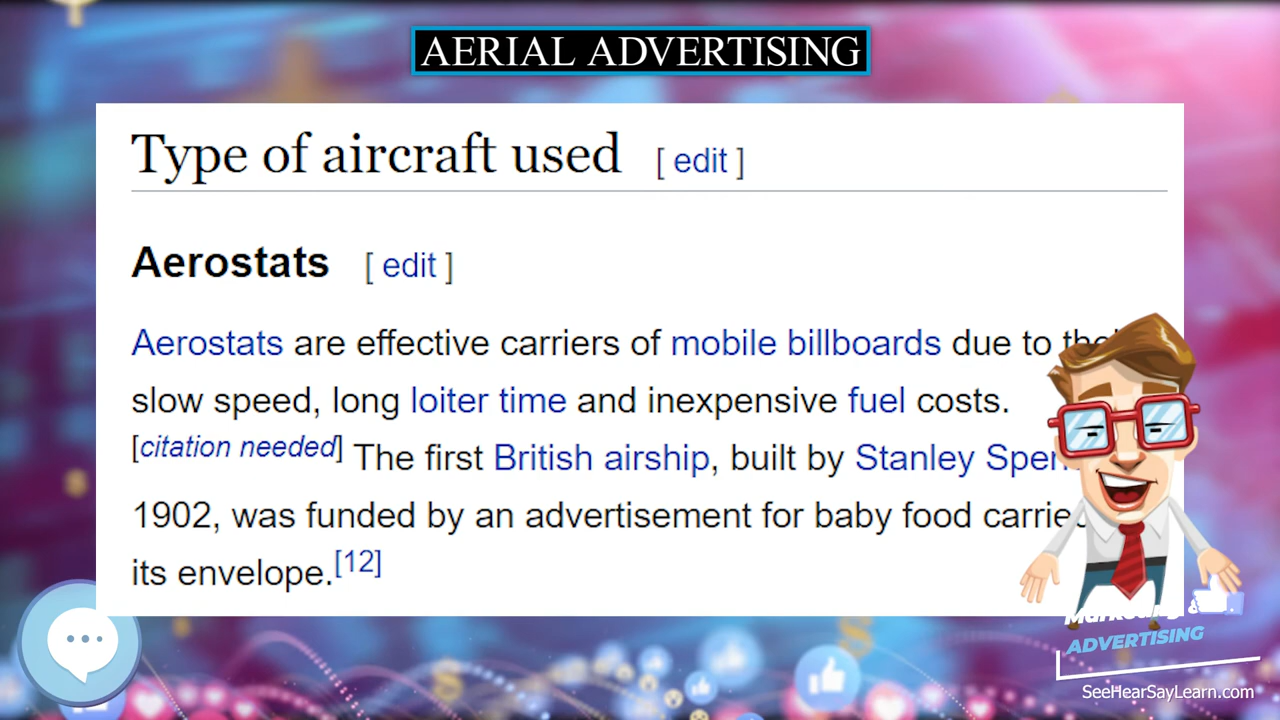 AERIAL ADVERTISING
Type of aircraft used [ edit ]
Aerostats [ edit ]
Aerostats are effective carriers of mobile billboards due to
slow speed, long loiter time and inexpensive fuel costs.
[citation needed] The first British airship, built by Stanley
1902, was funded by an advertisement for baby food
its envelope.[12]
Marketing &
ADVERTISING
SeeHearSayLearn.com